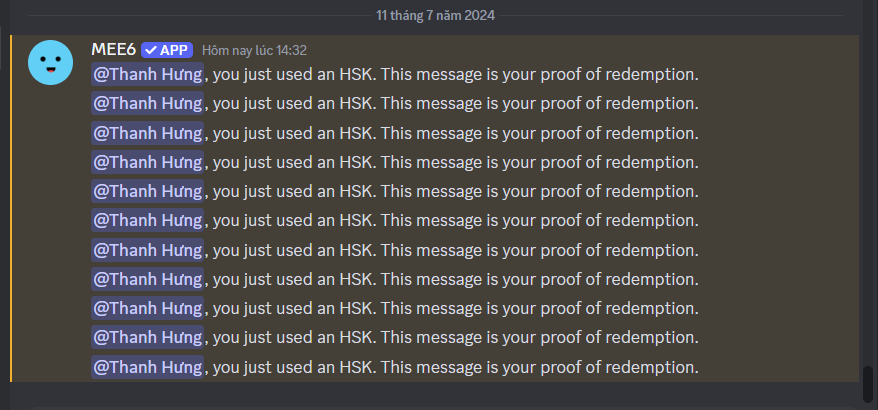 11 tháng 7 năm 2024
MEE6 ✓ APP Hôm nay lúc 14:32
@Thanh Hưng, you just used an HSK. This message is your proof of redemption.
@Thanh Hưng, you just used an HSK. This message is your proof of redemption.
@Thanh Hưng, you just used an HSK. This message is your proof of redemption.
@Thanh Hưng, you just used an HSK. This message is your proof of redemption.
@Thanh Hưng, you just used an HSK. This message is your proof of redemption.
@Thanh Hưng, you just used an HSK. This message is your proof of redemption.
@Thanh Hưng, you just used an HSK. This message is your proof of redemption.
@Thanh Hưng, you just used an HSK. This message is your proof of redemption.
@Thanh Hưng, you just used an HSK. This message is your proof of redemption.
@Thanh Hưng, you just used an HSK. This message is your proof of redemption.
@Thanh Hưng, you just used an HSK. This message is your proof of redemption.